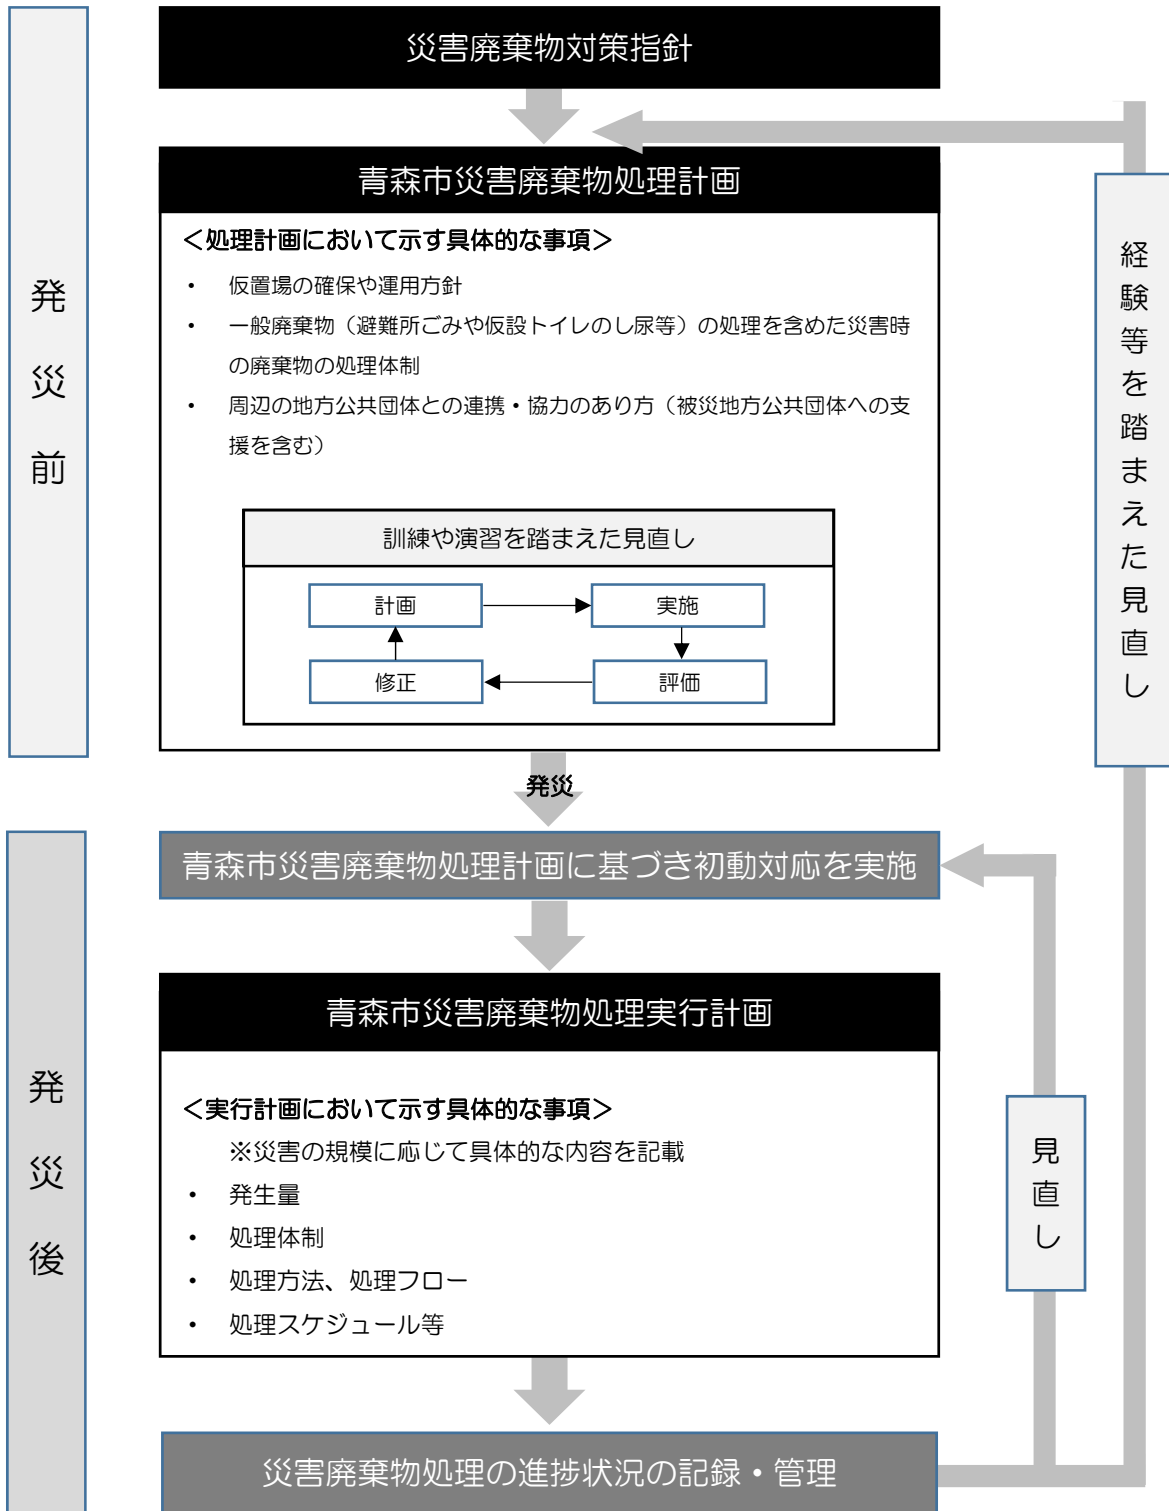 災害廃棄物対策指針
発災前
青森市災害廃棄物処理計画
＜処理計画において示す具体的な事項＞
・ 仮置場の確保や運用方針
・ 一般廃棄物（避難所ごみや仮設トイレのし尿等）の処理を含めた災害時
の廃棄物の処理体制
・ 周辺の地方公共団体との連携・協力のあり方（被災地方公共団体への支
援を含む）
訓練や演習を踏まえた見直し
計画
実施
修正
評価
経験等を踏まえた見直し
発災
発災後
青森市災害廃棄物処理計画に基づき初動対応を実施
青森市災害廃棄物処理実行計画
＜実行計画において示す具体的な事項＞
※災害の規模に応じて具体的な内容を記載
・ 発生量
・ 処理体制
・ 処理方法、処理フロー
・ 処理スケジュール等
見直し
災害廃棄物処理の進捗状況の記録・管理